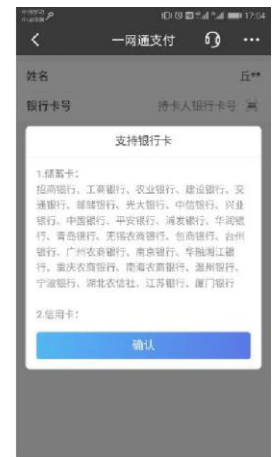 17:04
一网通支付
姓名
丘**
银行卡号
持卡人银行卡号
支持银行卡
1.储蓄卡：
招商银行、工商银行、农业银行、建设银行、交
通银行、邮储银行、光大银行、中信银行、兴业
银行、中国银行、平安银行、浦发银行、华润银
行、青岛银行、无锡农商银行、包商银行、台州
银行、广州农商银行、南京银行、华融湘江银
行、重庆农商银行、南海农商银行、温州银行、
宁波银行、湖北农信社、江苏银行、厦门银行
2.信用卡：
确认